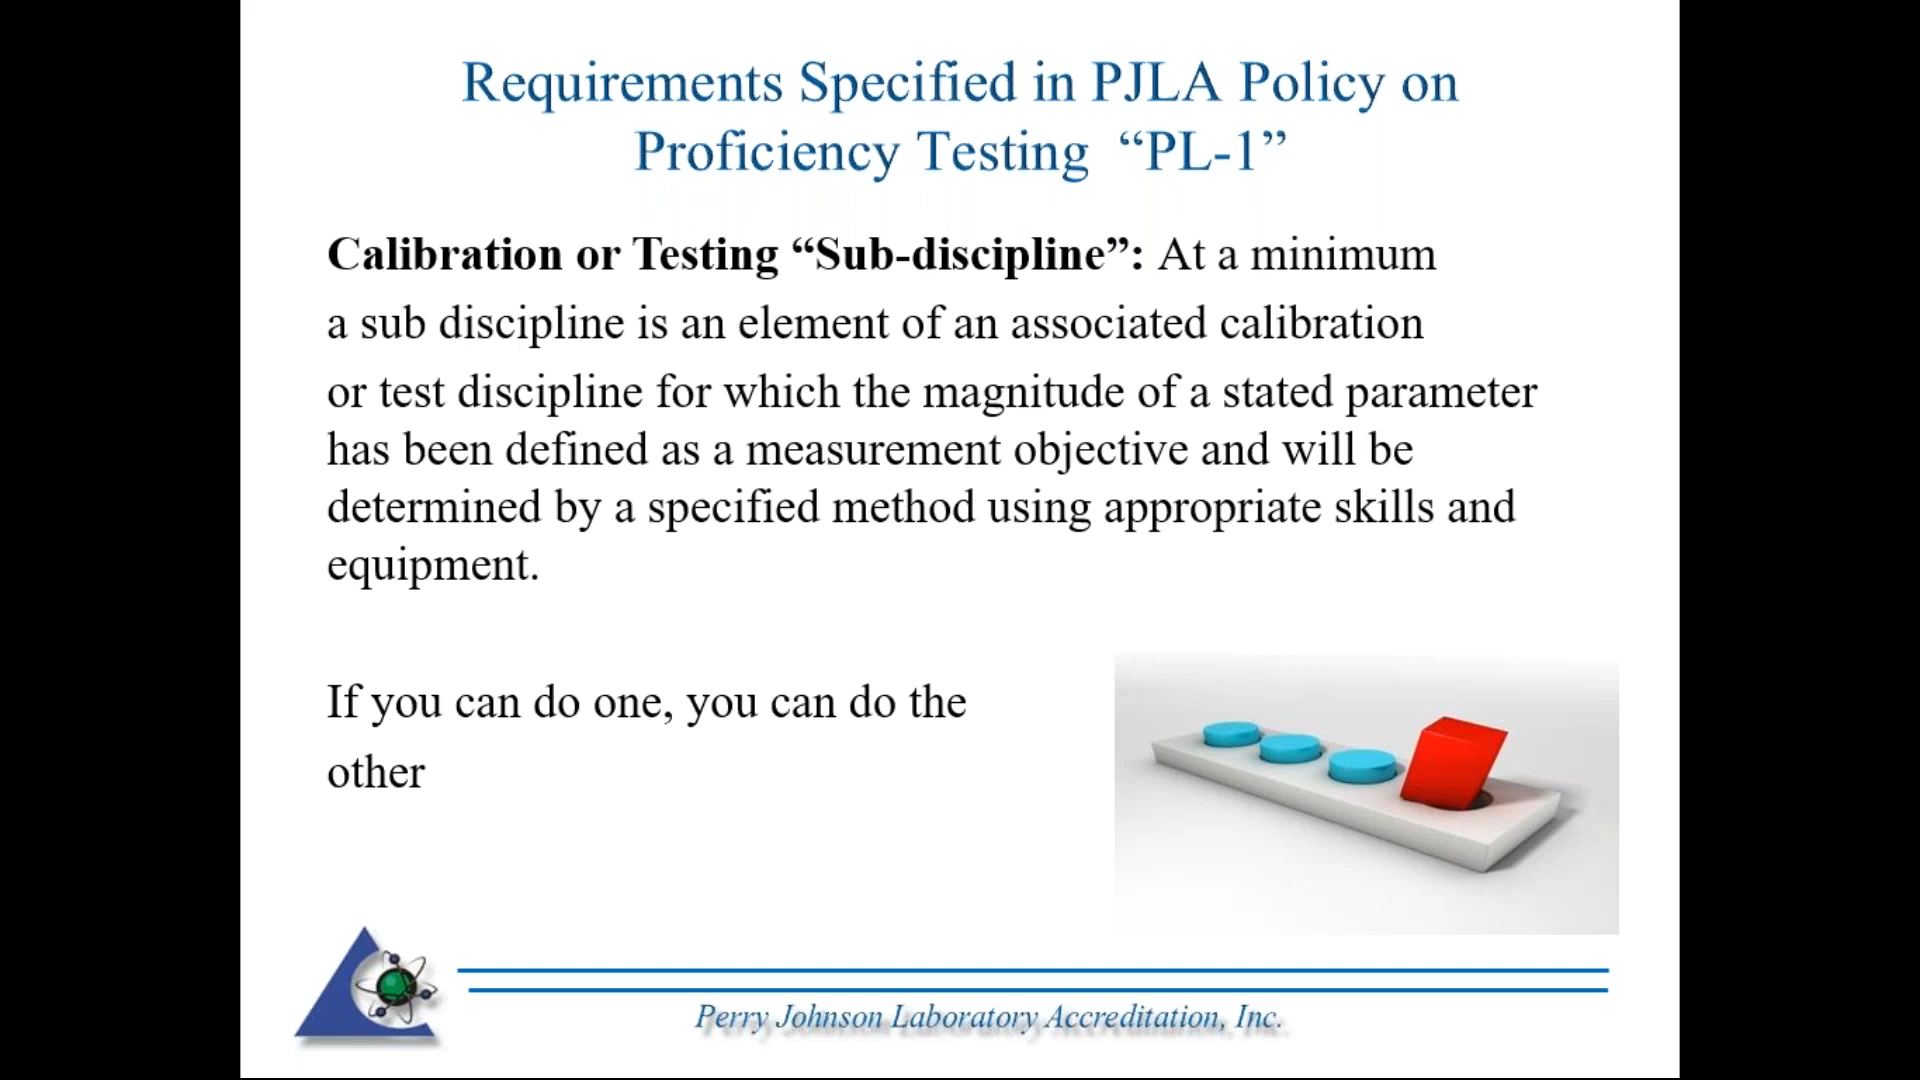 Requirements Specified in PJLA Policy on
Proficiency Testing “PL-1”
Calibration or Testing “Sub-discipline”: At a minimum
a sub discipline is an element of an associated calibration
or test discipline for which the magnitude of a stated parameter
has been defined as a measurement objective and will be
determined by a specified method using appropriate skills and
equipment.
If you can do one, you can do the
other
Perry Johnson Laboratory Accreditation, Inc.